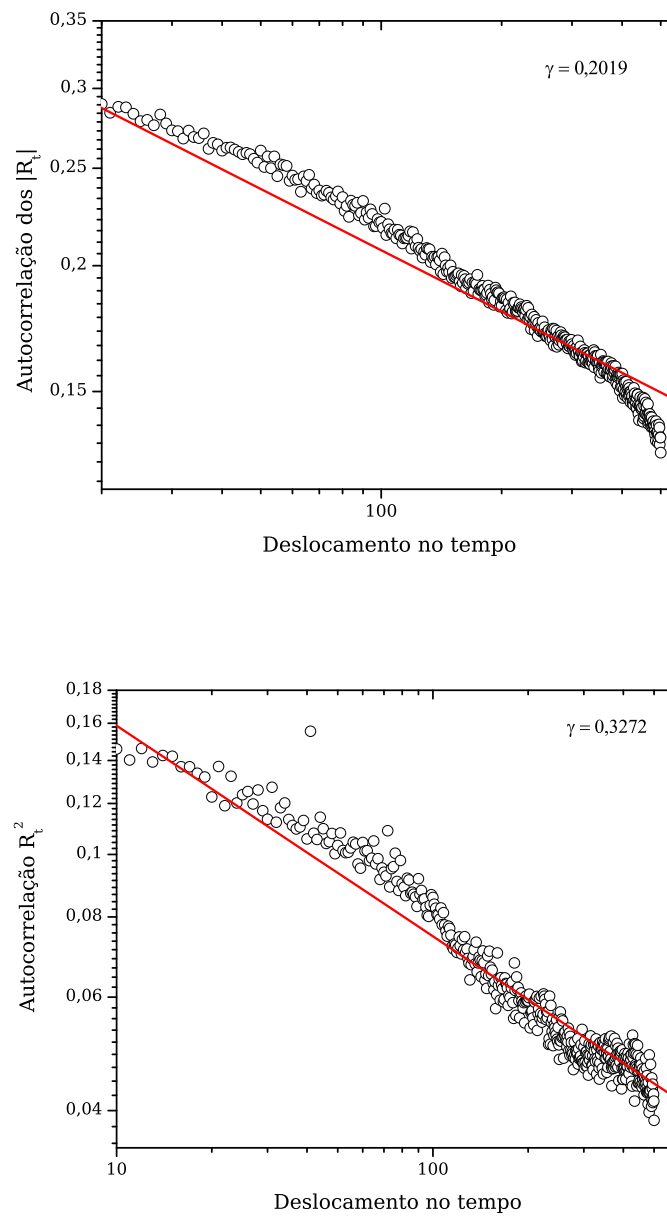 0,35
γ = 0,2019
0,3
0,25
0,2
0,15
Autocorrelação dos |Rt|
100
Deslocamento no tempo
0,18
0,16
γ = 0,3272
0,14
0,12
0,1
0,08
0,06
0,04
Autocorrelação Rt²
10
100
Deslocamento no tempo